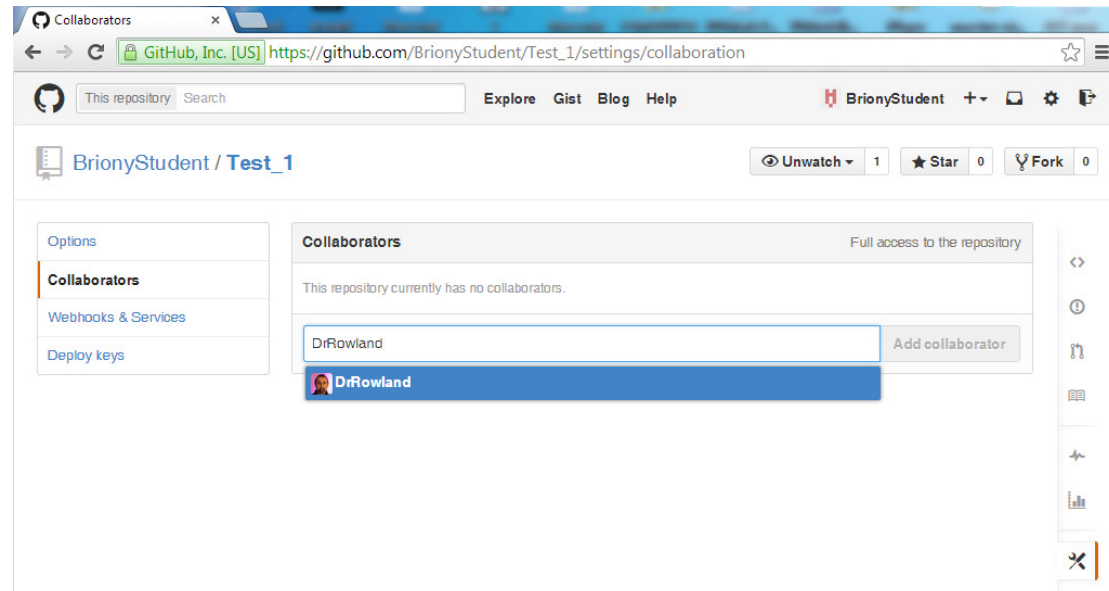 Collaborators
GitHub, Inc. [US] https://github.com/BrionyStudent/Test_1/settings/collaboration
This repository Search Explore Gist Blog Help BrionyStudent
BrionyStudent / Test_1 Unwatch 1 Star 0 Fork 0
Options
Collaborators
Webhooks & Services
Deploy keys
Collaborators Full access to the repository
This repository currently has no collaborators.
DrRowland Add collaborator
DrRowland